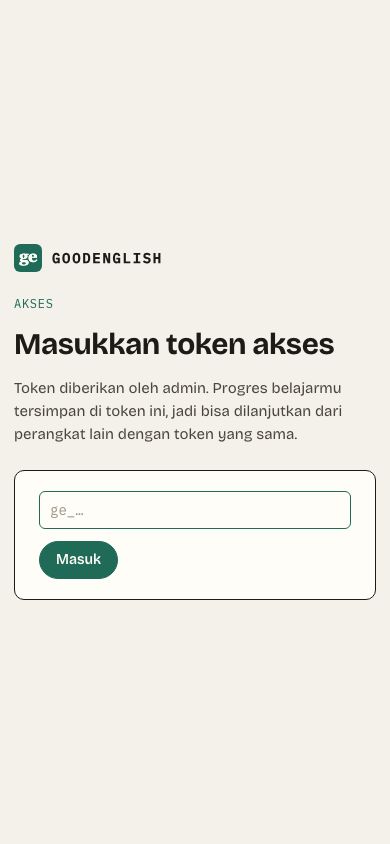 ge GOODENGLISH
AKSES
Masukkan token akses
Token diberikan oleh admin. Progres belajarmu
tersimpan di token ini, jadi bisa dilanjutkan dari
perangkat lain dengan token yang sama.
ge_…
Masuk